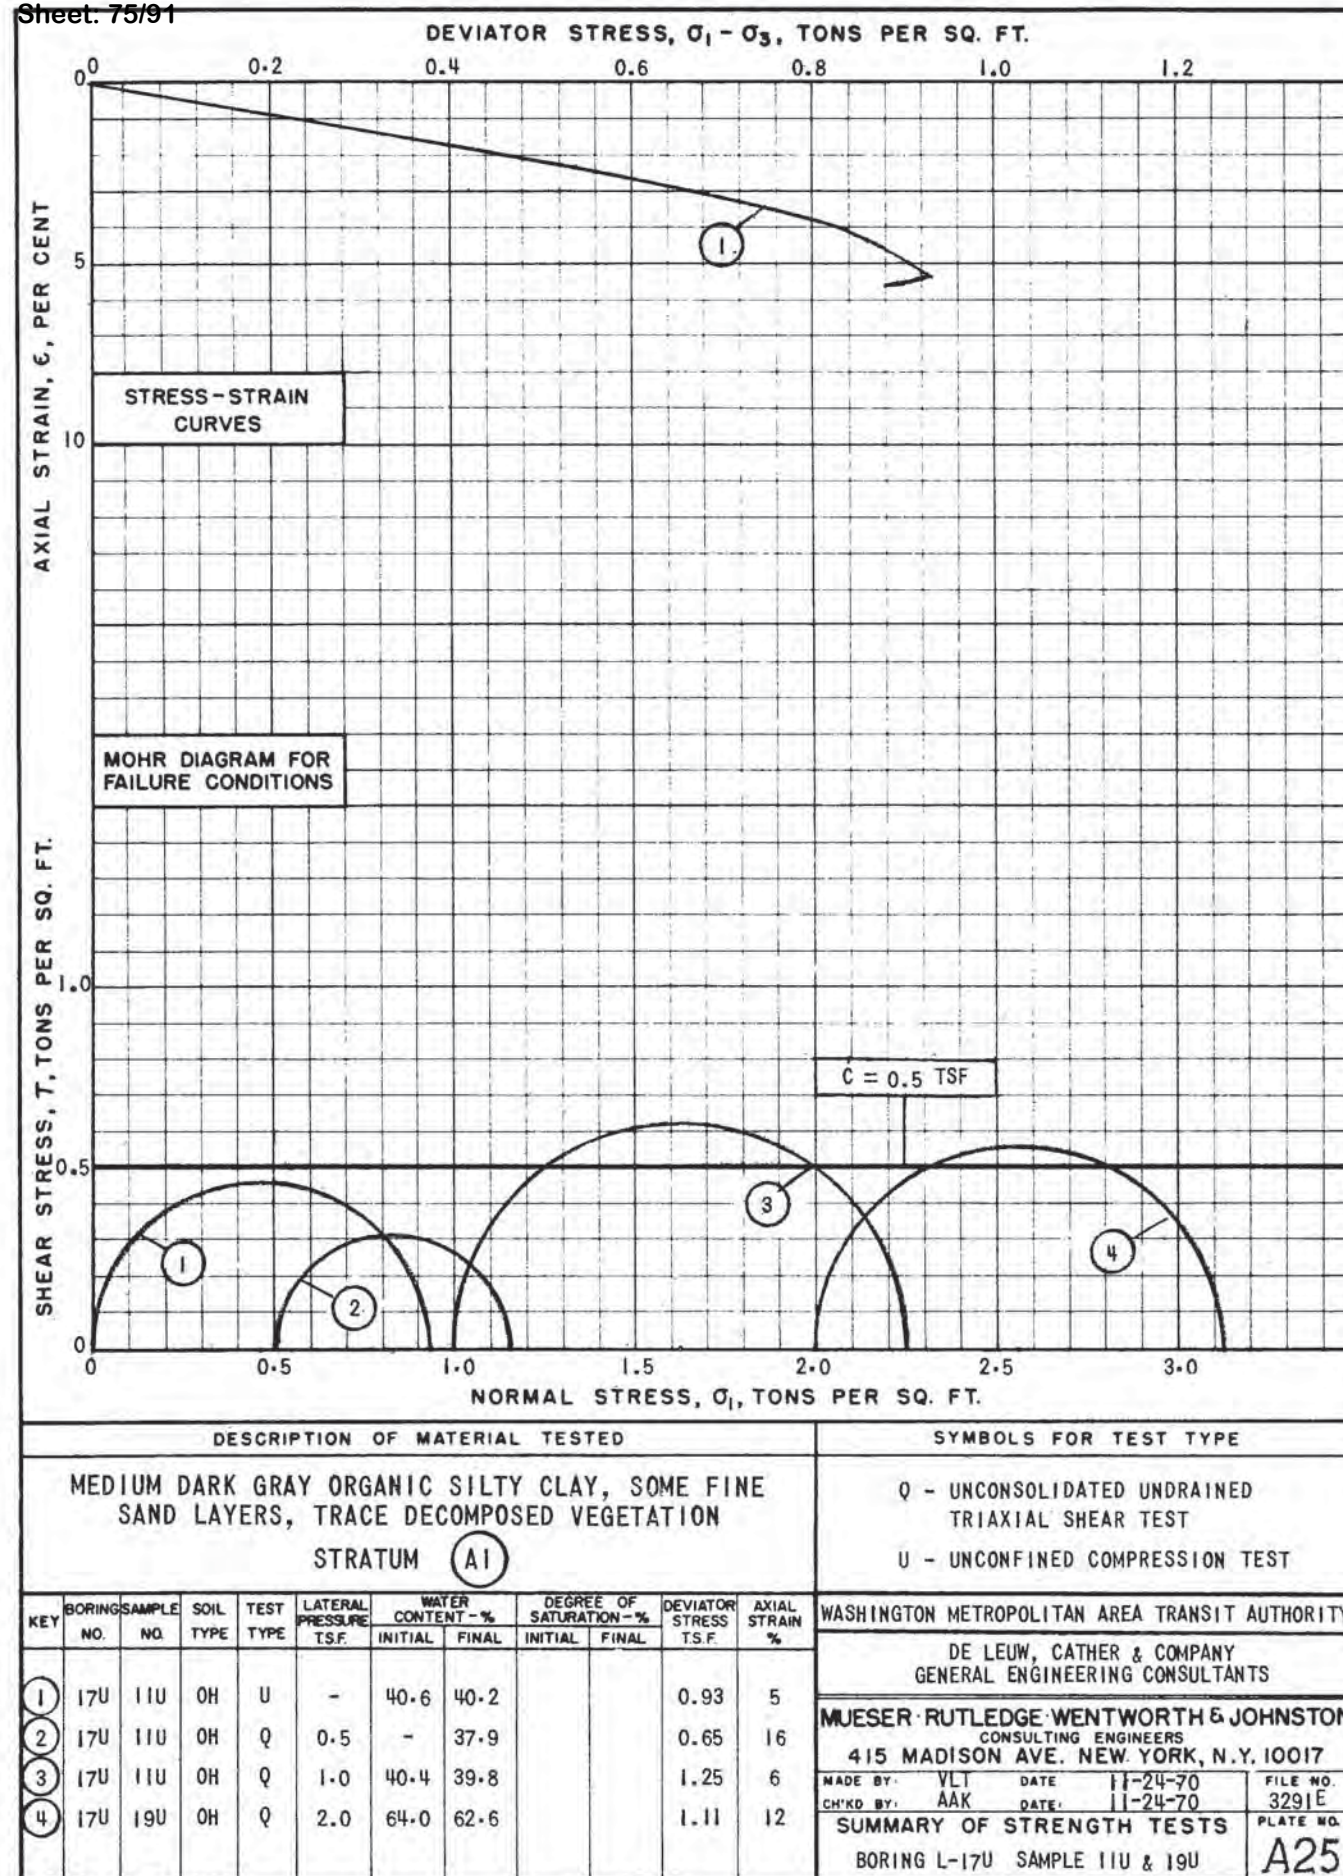 Sheet: 75/91
DEVIATOR STRESS, σ₁ - σ₃, TONS PER SQ. FT.
0 0.2 0.4 0.6 0.8 1.0 1.2
0
5
10
AXIAL STRAIN, ε, PER CENT
1
STRESS-STRAIN
CURVES
MOHR DIAGRAM FOR
FAILURE CONDITIONS
SHEAR STRESS, T, TONS PER SQ. FT.
1.0
0.5
0
C = 0.5 TSF
1
2
3
4
0 0.5 1.0 1.5 2.0 2.5 3.0
NORMAL STRESS, σ₁, TONS PER SQ. FT.
DESCRIPTION OF MATERIAL TESTED
MEDIUM DARK GRAY ORGANIC SILTY CLAY, SOME FINE
SAND LAYERS, TRACE DECOMPOSED VEGETATION
STRATUM A1
SYMBOLS FOR TEST TYPE
Q - UNCONSOLIDATED UNDRAINED
TRIAXIAL SHEAR TEST
U - UNCONFINED COMPRESSION TEST
KEY BORING NO. SAMPLE NO. SOIL TYPE TEST TYPE LATERAL PRESSURE T.S.F. WATER CONTENT - % INITIAL FINAL DEGREE OF SATURATION - % INITIAL FINAL DEVIATOR STRESS T.S.F. AXIAL STRAIN %
1 17U 11U OH U - 40.6 40.2 0.93 5
2 17U 11U OH Q 0.5 - 37.9 0.65 16
3 17U 11U OH Q 1.0 40.4 39.8 1.25 6
4 17U 19U OH Q 2.0 64.0 62.6 1.11 12
WASHINGTON METROPOLITAN AREA TRANSIT AUTHORITY
DE LEUW, CATHER & COMPANY
GENERAL ENGINEERING CONSULTANTS
MUESER·RUTLEDGE·WENTWORTH & JOHNSTON
CONSULTING ENGINEERS
415 MADISON AVE. NEW YORK, N.Y. 10017
MADE BY: VLT DATE 11-24-70
CH'KD BY: AAK DATE: 11-24-70
FILE NO.
3291E
SUMMARY OF STRENGTH TESTS
BORING L-17U SAMPLE 11U & 19U
PLATE NO.
A25